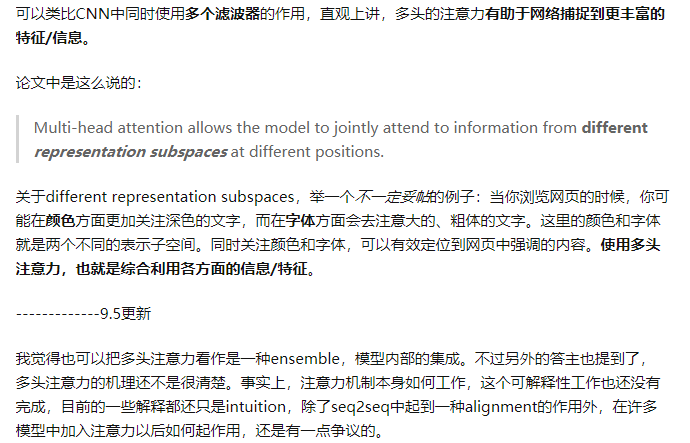 可以类比CNN中同时使用多个滤波器的作用，直观上讲，多头的注意力有助于网络捕捉到更丰富的
特征/信息。
论文中是这么说的：
Multi-head attention allows the model to jointly attend to information from different
representation subspaces at different positions.
关于different representation subspaces，举一个不一定妥帖的例子：当你浏览网页的时候，你可
能在颜色方面更加关注深色的文字，而在字体方面会去注意大的、粗体的文字。这里的颜色和字体
就是两个不同的表示子空间。同时关注颜色和字体，可以有效定位到网页中强调的内容。使用多头
注意力，也就是综合利用各方面的信息/特征。
-------------9.5更新
我觉得也可以把多头注意力看作是一种ensemble，模型内部的集成。不过另外的答主也提到了，
多头注意力的机理还不是很清楚。事实上，注意力机制本身如何工作，这个可解释性工作也还没有
完成，目前的一些解释都还只是intuition，除了seq2seq中起到一种alignment的作用外，在许多
模型中加入注意力以后如何起作用，还是有一点争议的。